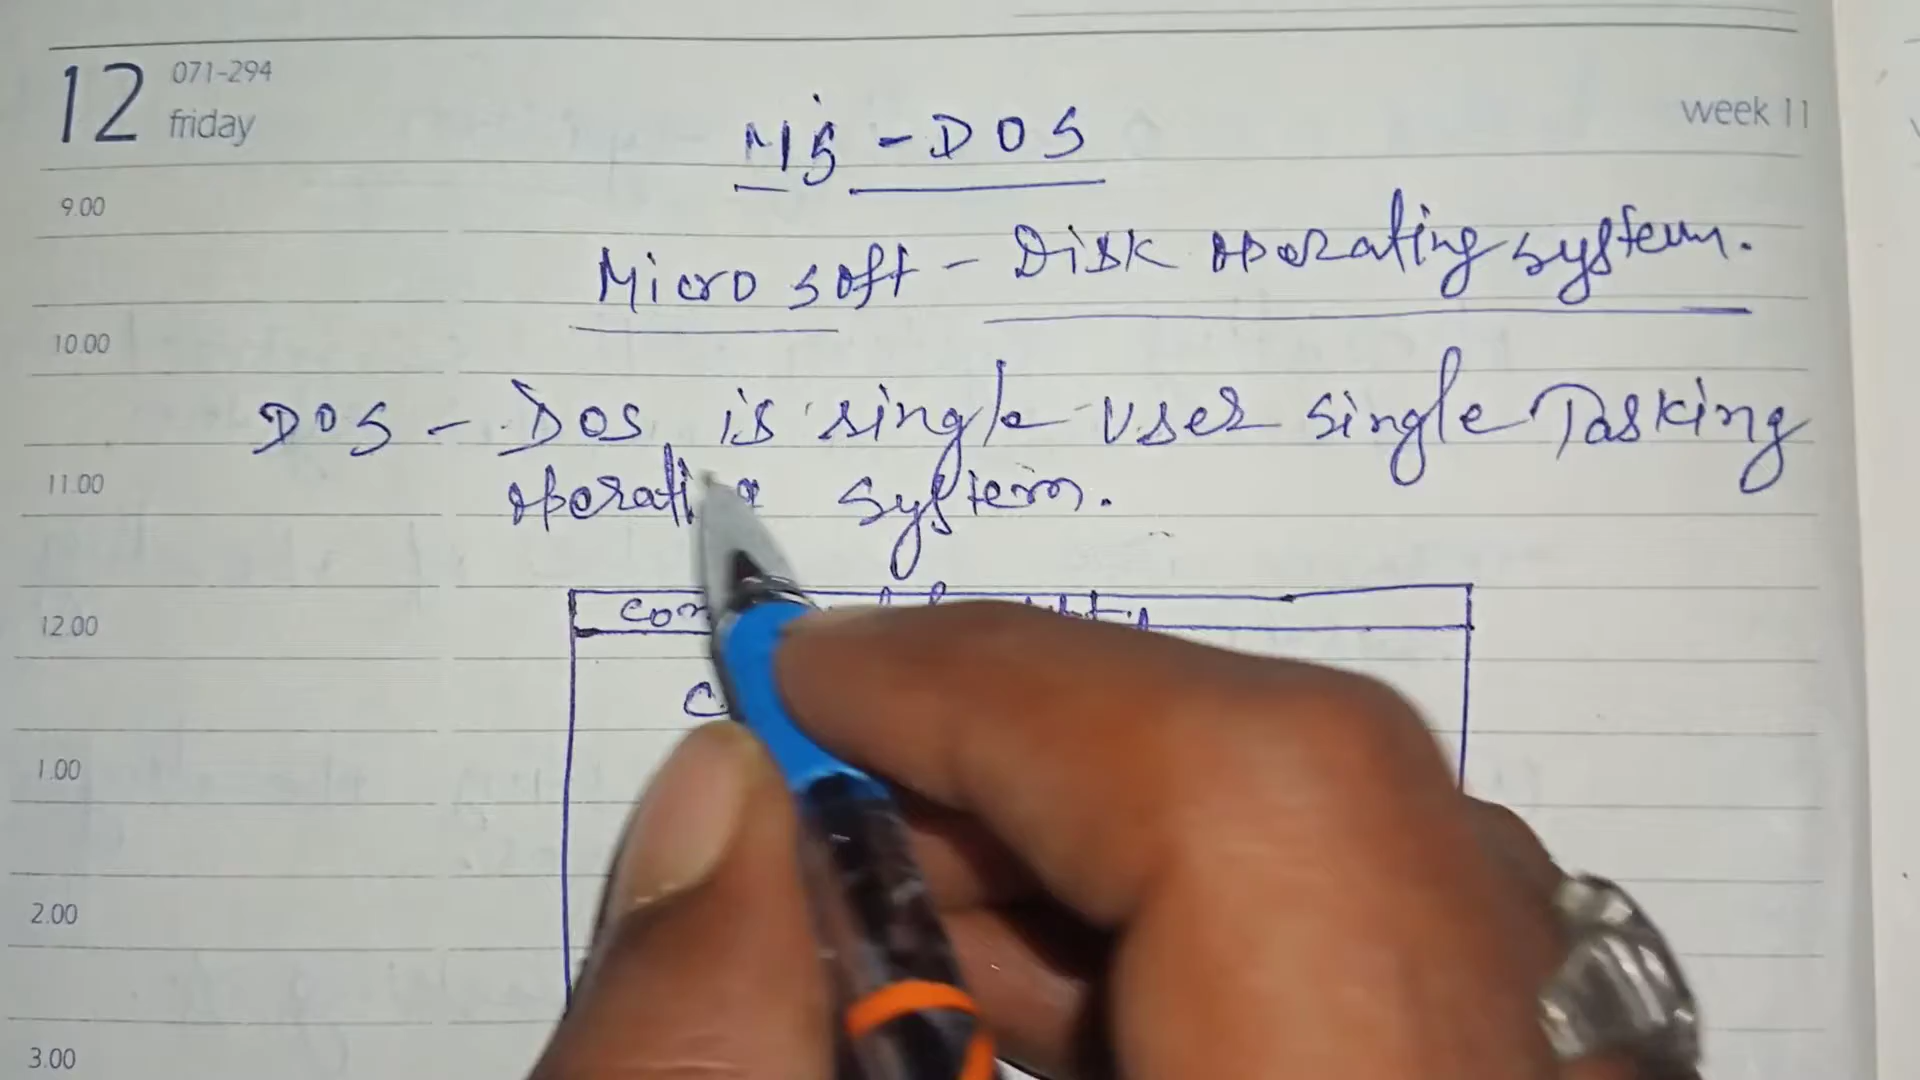 12 071-294
friday
week 11
MS - DOS
9.00
Micro soft - Disk operating system.
10.00
DOS - DOS is single user single Tasking
11.00
system.
12.00
1.00
2.00
3.00